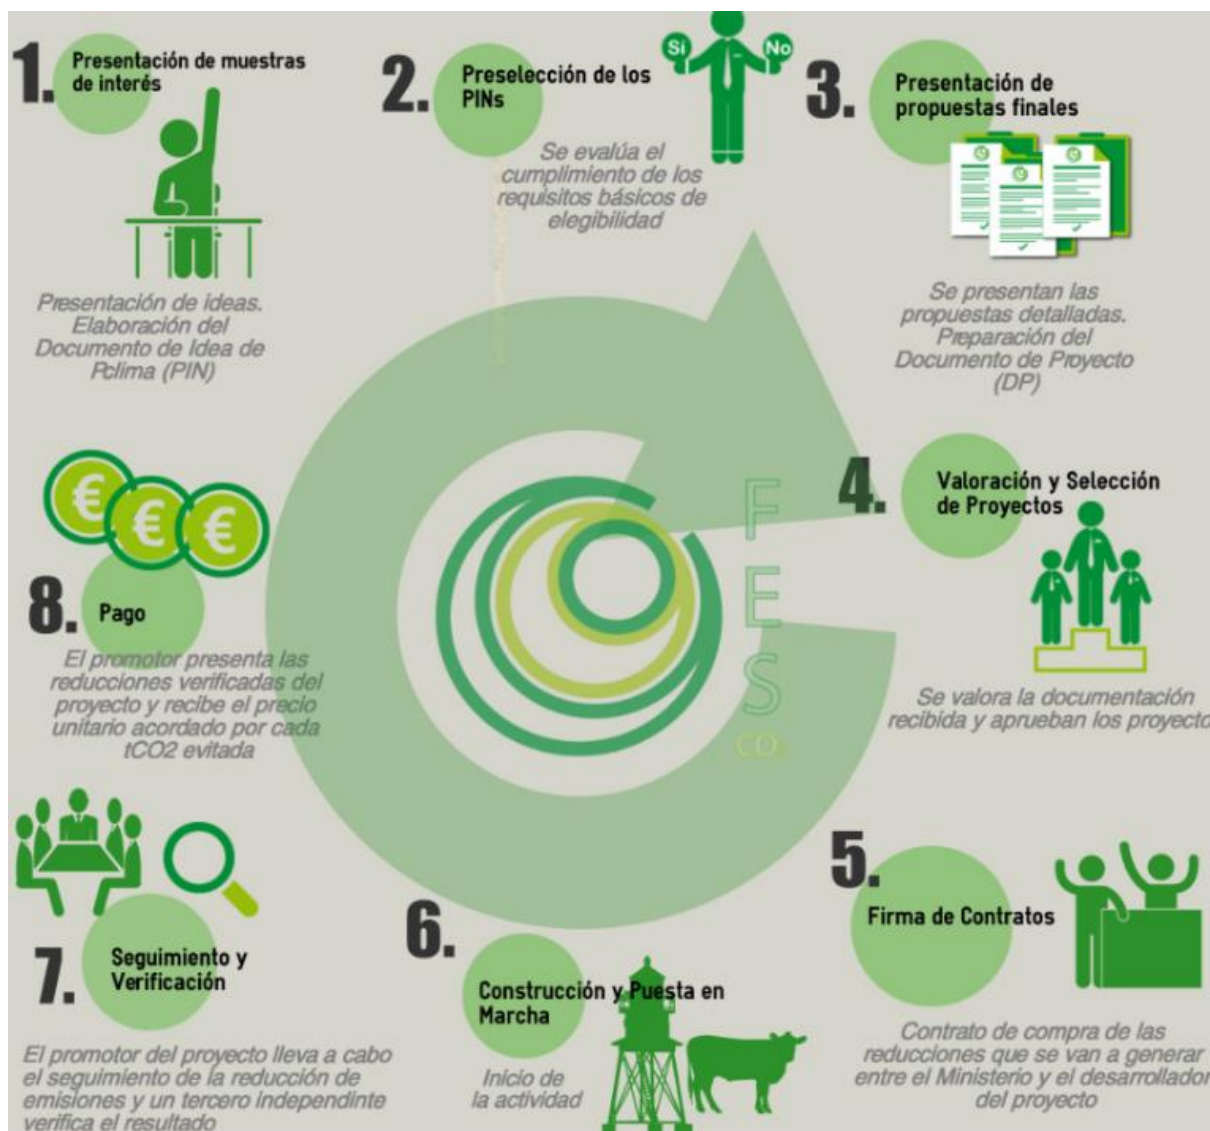 1.
Presentación de muestras
de interés
Presentación de ideas.
Elaboración del
Documento de Idea de
Pclima (PIN)
2.
Preselección de los
PINs
Sí
No
Se evalúa el
cumplimiento de los
requisitos básicos de
elegibilidad
3.
Presentación de
propuestas finales
Se presentan las
propuestas detalladas.
Preparación del
Documento de Proyecto
(DP)
4.
Valoración y Selección
de Proyectos
Se valora la documentación
recibida y aprueban los proyecto
5.
Firma de Contratos
Contrato de compra de las
reducciones que se van a generar
entre el Ministerio y el desarrollador
del proyecto
6.
Construcción y Puesta en
Marcha
Inicio de
la actividad
7.
Seguimiento y
Verificación
El promotor del proyecto lleva a cabo
el seguimiento de la reducción de
emisiones y un tercero independinte
verifica el resultado
€
€
€
8.
Pago
El promotor presenta las
reducciones verificadas del
proyecto y recibe el precio
unitario acordado por cada
tCO2 evitada
F
E
S
CO₂